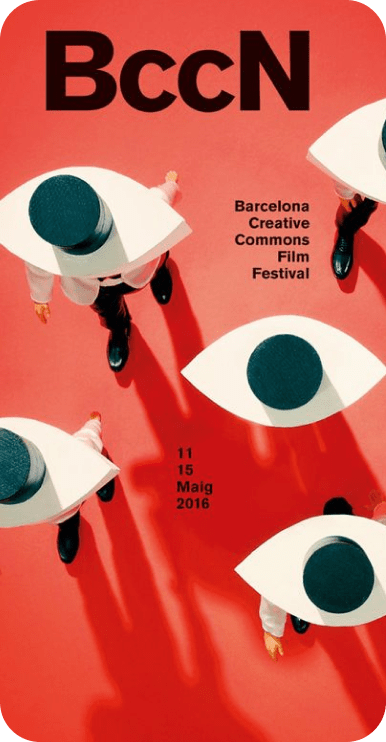 BccN
Barcelona
Creative
Commons
Film
Festival
11
15
Maig
2016